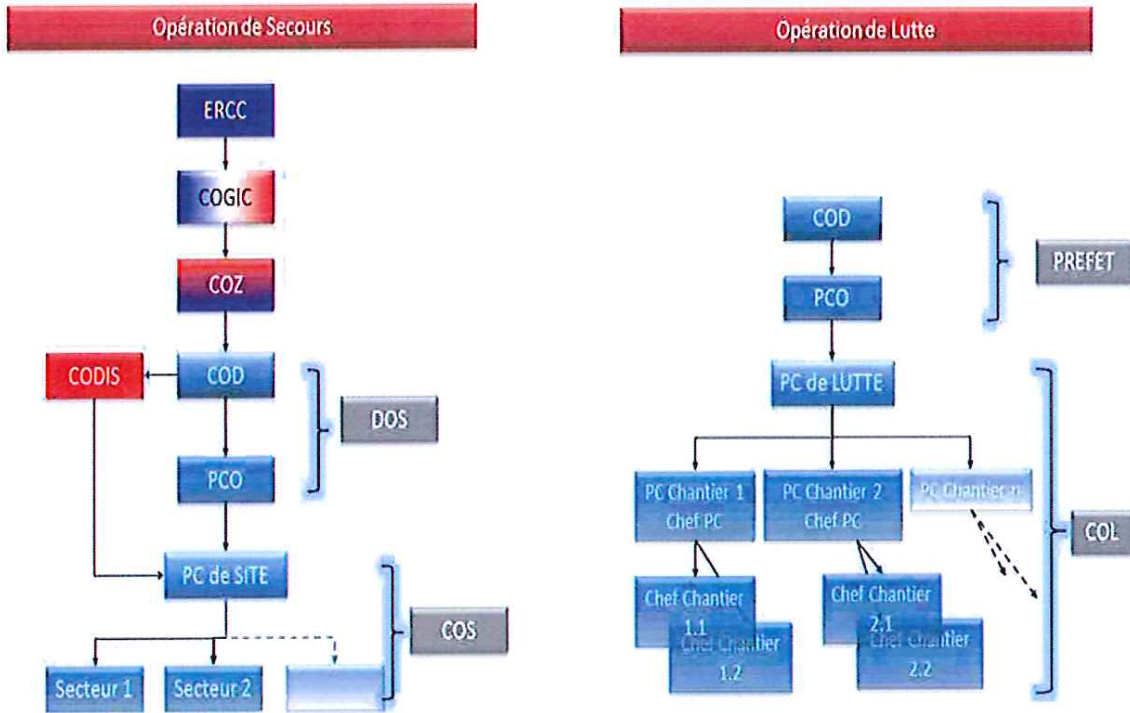 Opération de Secours
ERCC
COGIC
COZ
CODIS
COD
DOS
PCO
PC de SITE
COS
Secteur 1
Secteur 2
Opération de Lutte
COD
PREFET
PCO
PC de LUTTE
PC Chantier 1
Chef PC
PC Chantier 2
Chef PC
PC Chantier n
COL
Chef Chantier
1.1
Chef Chantier
1.2
Chef Chantier
2.1
Chef Chantier
2.2